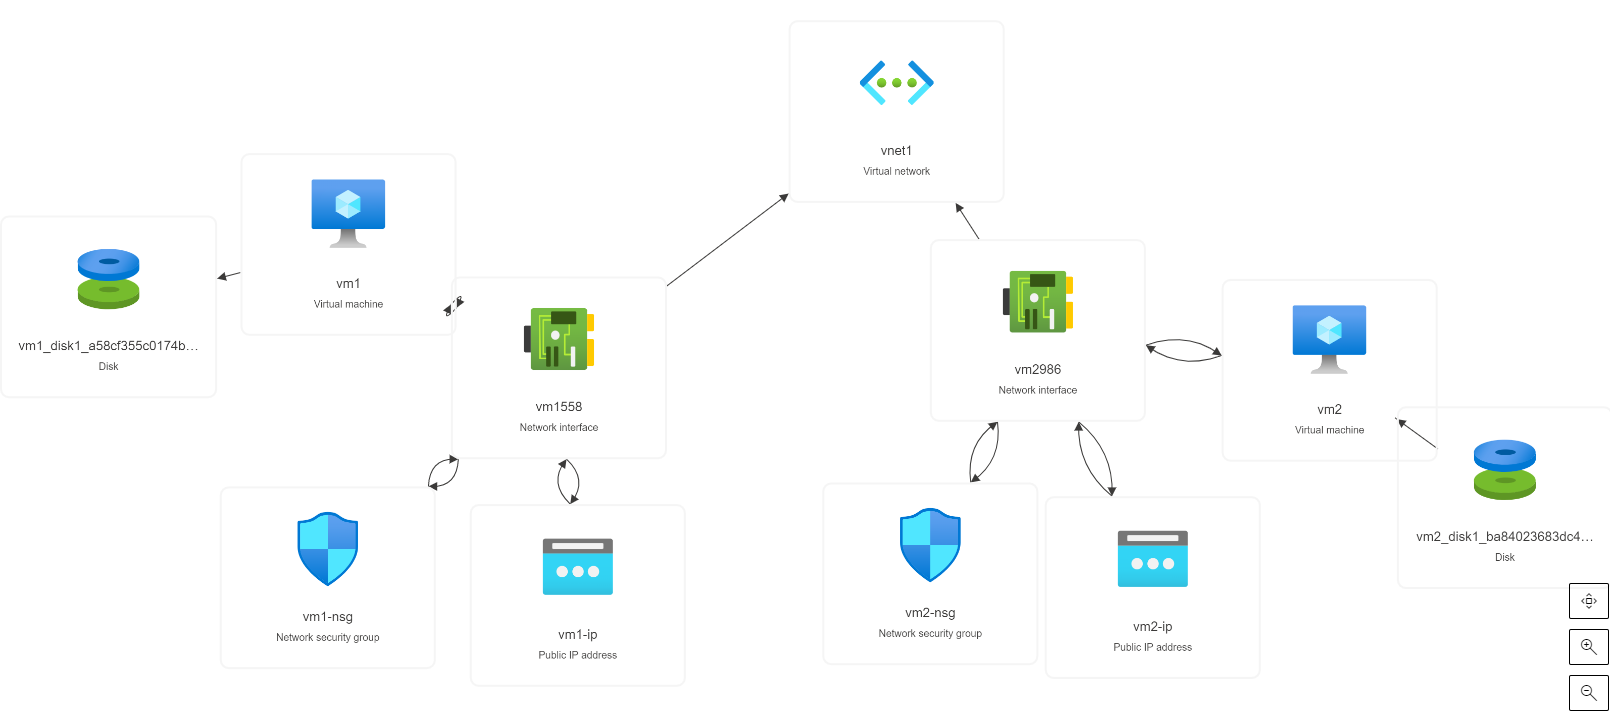 vnet1
Virtual network
vm1
Virtual machine
vm1_disk1_a58cf355c0174b...
Disk
vm1558
Network interface
vm2986
Network interface
vm2
Virtual machine
vm2_disk1_ba84023683dc4...
Disk
vm1-nsg
Network security group
vm1-ip
Public IP address
vm2-nsg
Network security group
vm2-ip
Public IP address